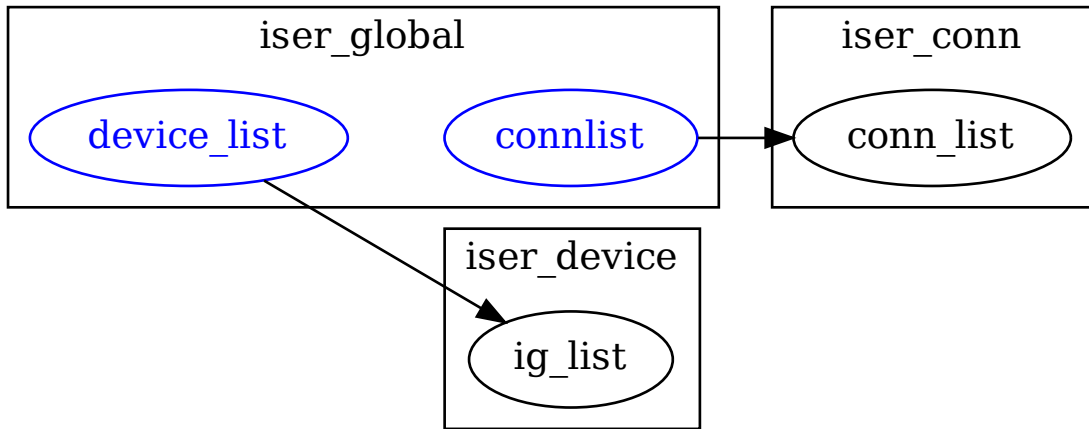 iser_global
device_list
connlist
iser_conn
conn_list
iser_device
ig_list